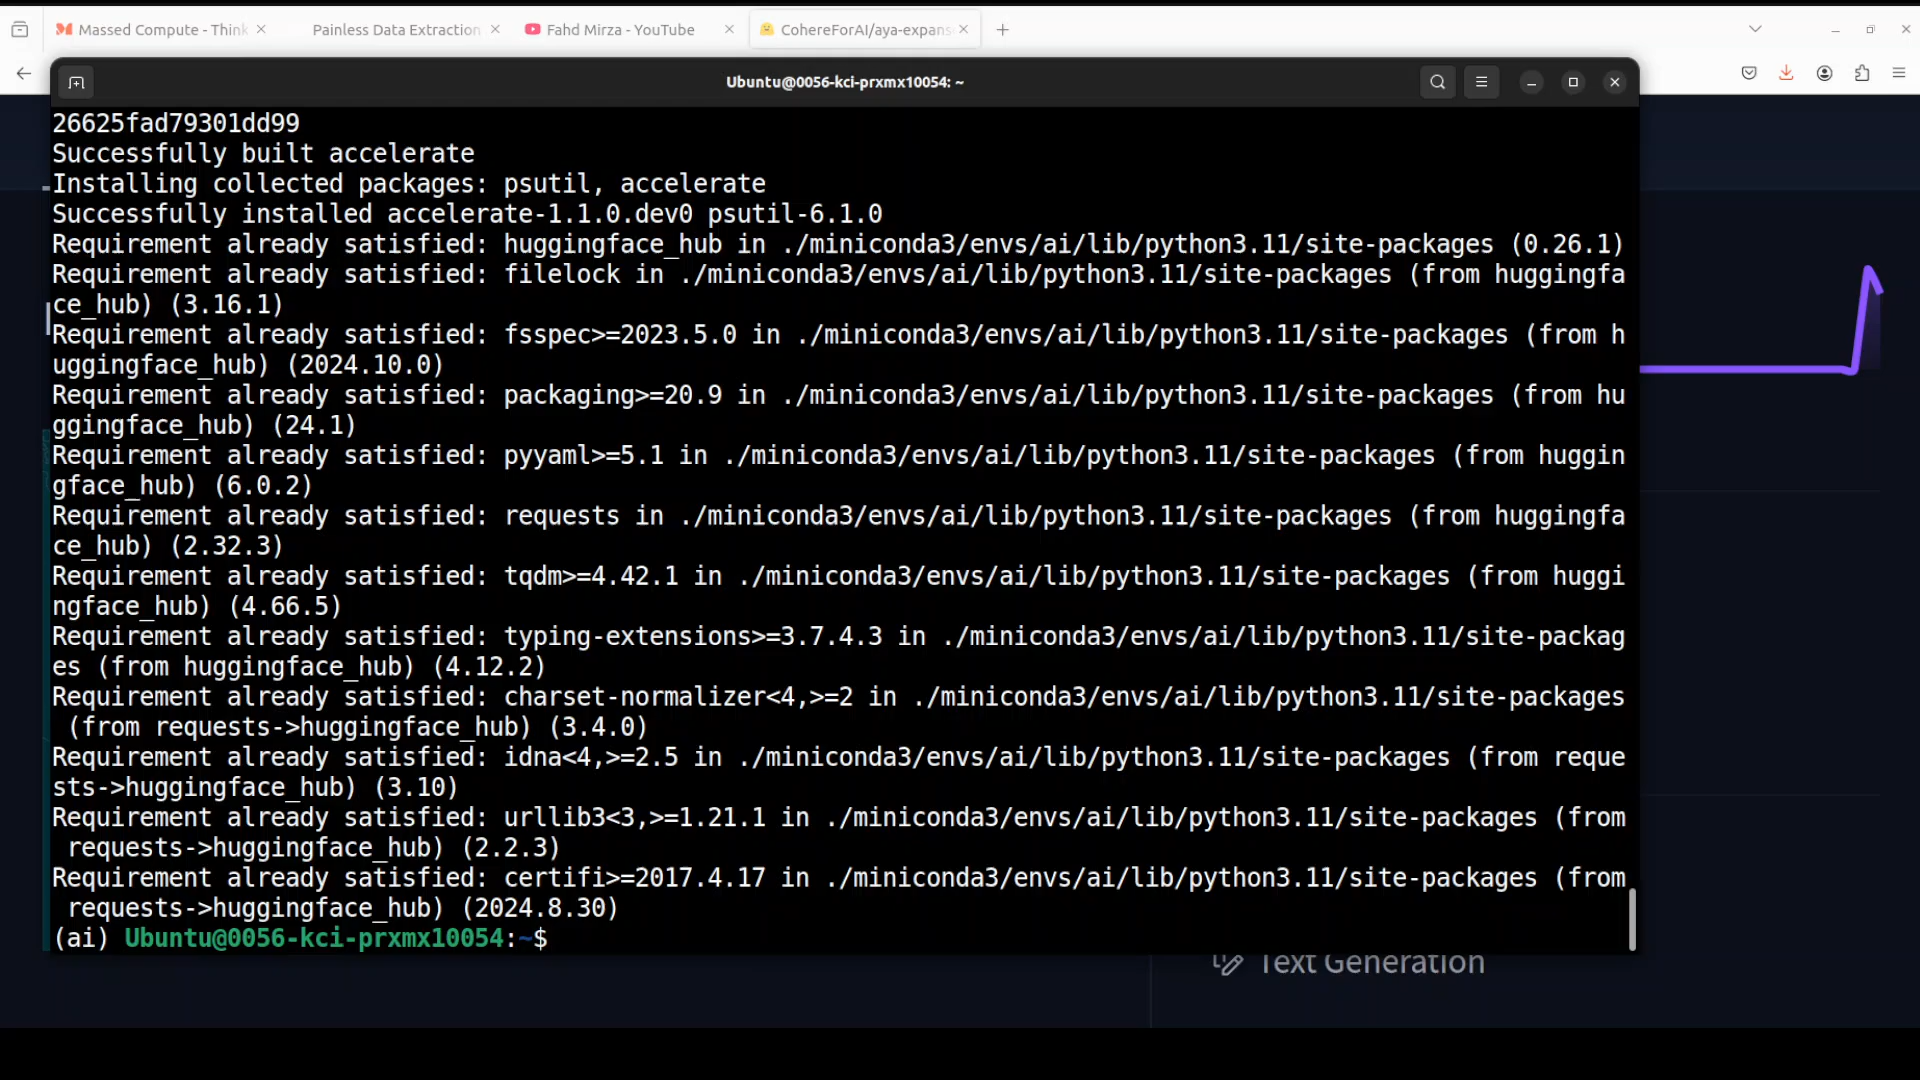 Massed Compute - Think
Painless Data Extraction
Fahd Mirza - YouTube
CohereForAI/aya-expans
Ubuntu@0056-kci-prxmx10054: ~
26625fad79301dd99
Successfully built accelerate
Installing collected packages: psutil, accelerate
Successfully installed accelerate-1.1.0.dev0 psutil-6.1.0
Requirement already satisfied: huggingface_hub in ./miniconda3/envs/ai/lib/python3.11/site-packages (0.26.1)
Requirement already satisfied: filelock in ./miniconda3/envs/ai/lib/python3.11/site-packages (from huggingfa
ce_hub) (3.16.1)
Requirement already satisfied: fsspec>=2023.5.0 in ./miniconda3/envs/ai/lib/python3.11/site-packages (from h
uggingface_hub) (2024.10.0)
Requirement already satisfied: packaging>=20.9 in ./miniconda3/envs/ai/lib/python3.11/site-packages (from hu
ggingface_hub) (24.1)
Requirement already satisfied: pyyaml>=5.1 in ./miniconda3/envs/ai/lib/python3.11/site-packages (from huggin
gface_hub) (6.0.2)
Requirement already satisfied: requests in ./miniconda3/envs/ai/lib/python3.11/site-packages (from huggingfa
ce_hub) (2.32.3)
Requirement already satisfied: tqdm>=4.42.1 in ./miniconda3/envs/ai/lib/python3.11/site-packages (from huggi
ngface_hub) (4.66.5)
Requirement already satisfied: typing-extensions>=3.7.4.3 in ./miniconda3/envs/ai/lib/python3.11/site-packag
es (from huggingface_hub) (4.12.2)
Requirement already satisfied: charset-normalizer<4,>=2 in ./miniconda3/envs/ai/lib/python3.11/site-packages
 (from requests->huggingface_hub) (3.4.0)
Requirement already satisfied: idna<4,>=2.5 in ./miniconda3/envs/ai/lib/python3.11/site-packages (from reque
sts->huggingface_hub) (3.10)
Requirement already satisfied: urllib3<3,>=1.21.1 in ./miniconda3/envs/ai/lib/python3.11/site-packages (from
 requests->huggingface_hub) (2.2.3)
Requirement already satisfied: certifi>=2017.4.17 in ./miniconda3/envs/ai/lib/python3.11/site-packages (from
 requests->huggingface_hub) (2024.8.30)
(ai) Ubuntu@0056-kci-prxmx10054:~$
Text Generation